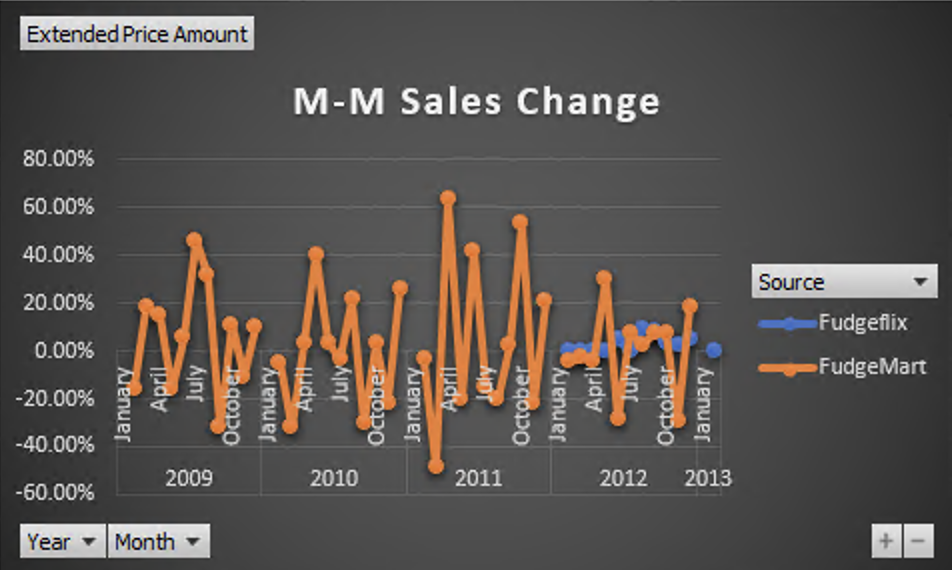 Extended Price Amount
M-M Sales Change
80.00%
60.00%
40.00%
20.00%
0.00%
-20.00%
-40.00%
-60.00%
January
April
July
October
January
April
July
October
January
April
July
October
January
April
July
October
January
2009
2010
2011
2012
2013
Source
Fudgeflix
FudgeMart
Year
Month
+
−